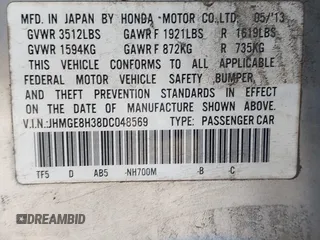 MFD. IN JAPAN BY HONDA MOTOR CO.,LTD. 05/'13
GVWR 3512LBS GAWR F 1921LBS R 1619LBS
GVWR 1594KG GAWR F 872KG R 735KG
THIS VEHICLE CONFORMS TO ALL APPLICABLE
FEDERAL MOTOR VEHICLE SAFETY, BUMPER,
AND THEFT PREVENTION STANDARDS IN EFFECT ON
THE DATE OF MANUFACTURE SHOWN ABOVE.
V.I.N.:JHMGE8H38DC048569 TYPE: PASSENGER CAR
TF5 D AB5 -NH700M -B -C
DREAMBID